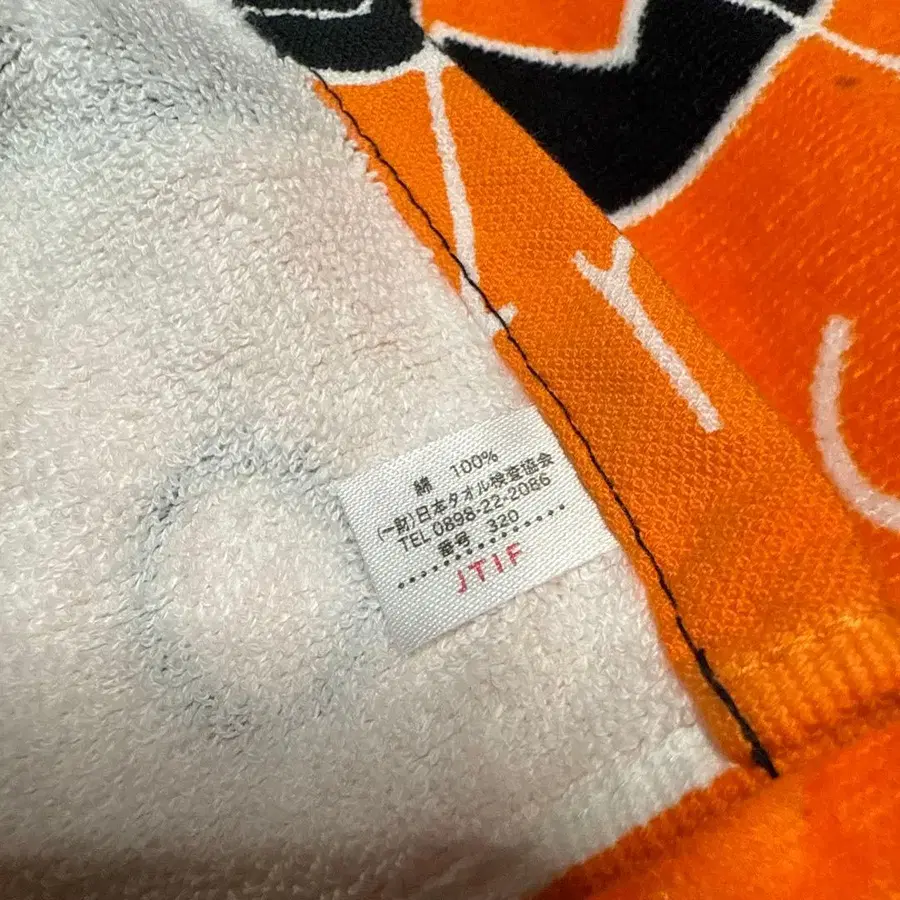 綿 100%
(一財)日本タオル検査協会
TEL 0898-22-2086
番号 320
JTIF